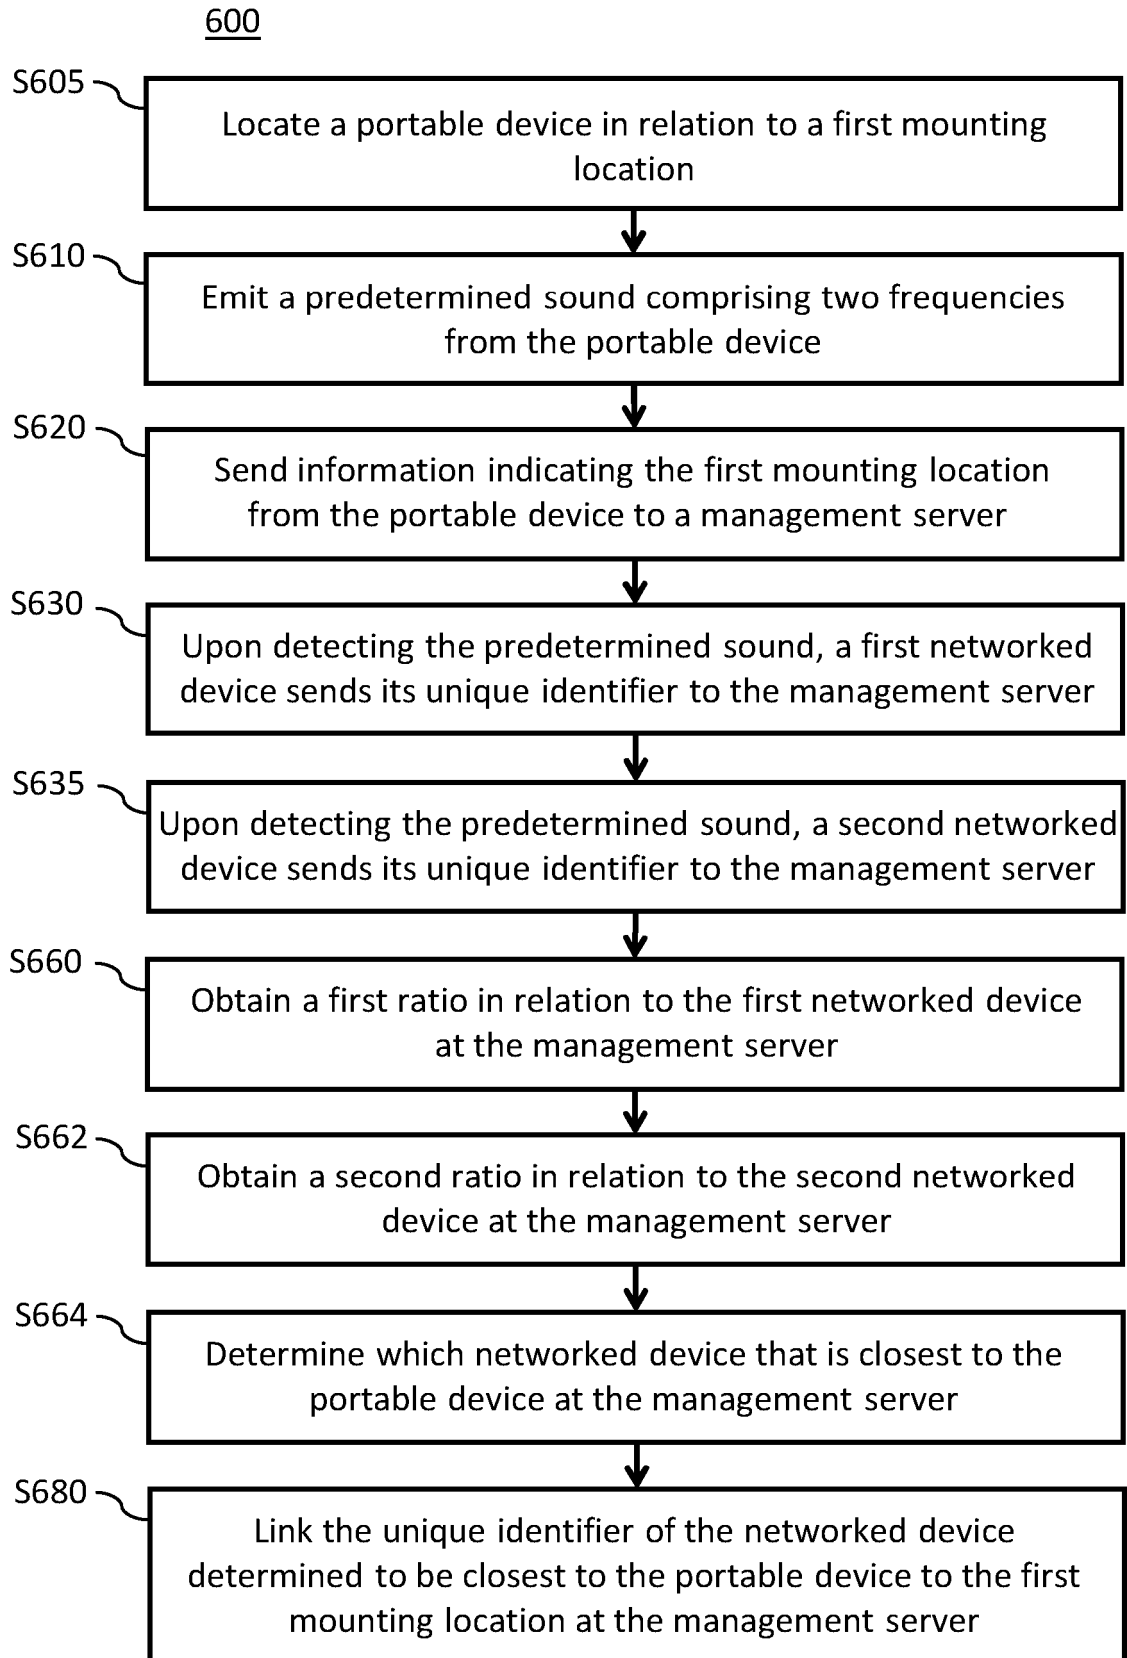 600
S605
Locate a portable device in relation to a first mounting
location
S610
Emit a predetermined sound comprising two frequencies
from the portable device
S620
Send information indicating the first mounting location
from the portable device to a management server
S630
Upon detecting the predetermined sound, a first networked
device sends its unique identifier to the management server
S635
Upon detecting the predetermined sound, a second networked
device sends its unique identifier to the management server
S660
Obtain a first ratio in relation to the first networked device
at the management server
S662
Obtain a second ratio in relation to the second networked
device at the management server
S664
Determine which networked device that is closest to the
portable device at the management server
S680
Link the unique identifier of the networked device
determined to be closest to the portable device to the first
mounting location at the management server